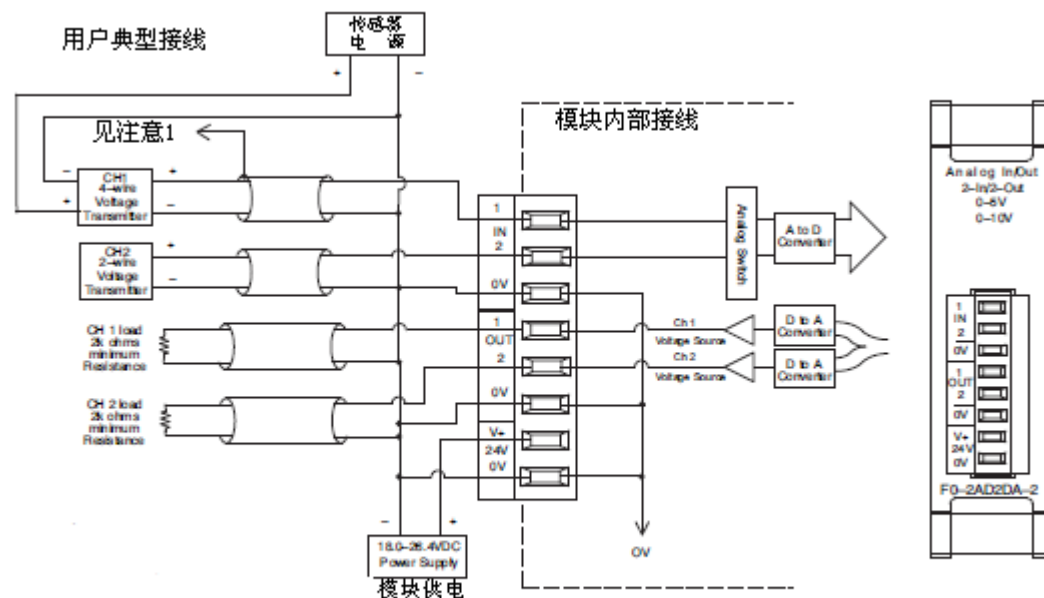 用户典型接线
传感器
电 源
+
−
见注意1
−
+
CH1
4−wire
Voltage
Transmitter
+
−
CH2
2−wire
Voltage
Transmitter
+
−
CH 1 load
2k ohms
minimum
Resistance
CH 2 load
2k ohms
minimum
Resistance
模块内部接线
1
IN
2
0V
1
OUT
2
0V
V+
24V
0V
Analog Switch
A to D
Converter
Ch 1
Voltage Source
D to A
Converter
Ch 2
Voltage Source
D to A
Converter
0V
−
+
18.0−26.4VDC
Power Supply
模块供电
Analog In/Out
2−In/2−Out
0−5V
0−10V
1
IN
2
0V
1
OUT
2
0V
V+
24V
0V
F0−2AD2DA−2